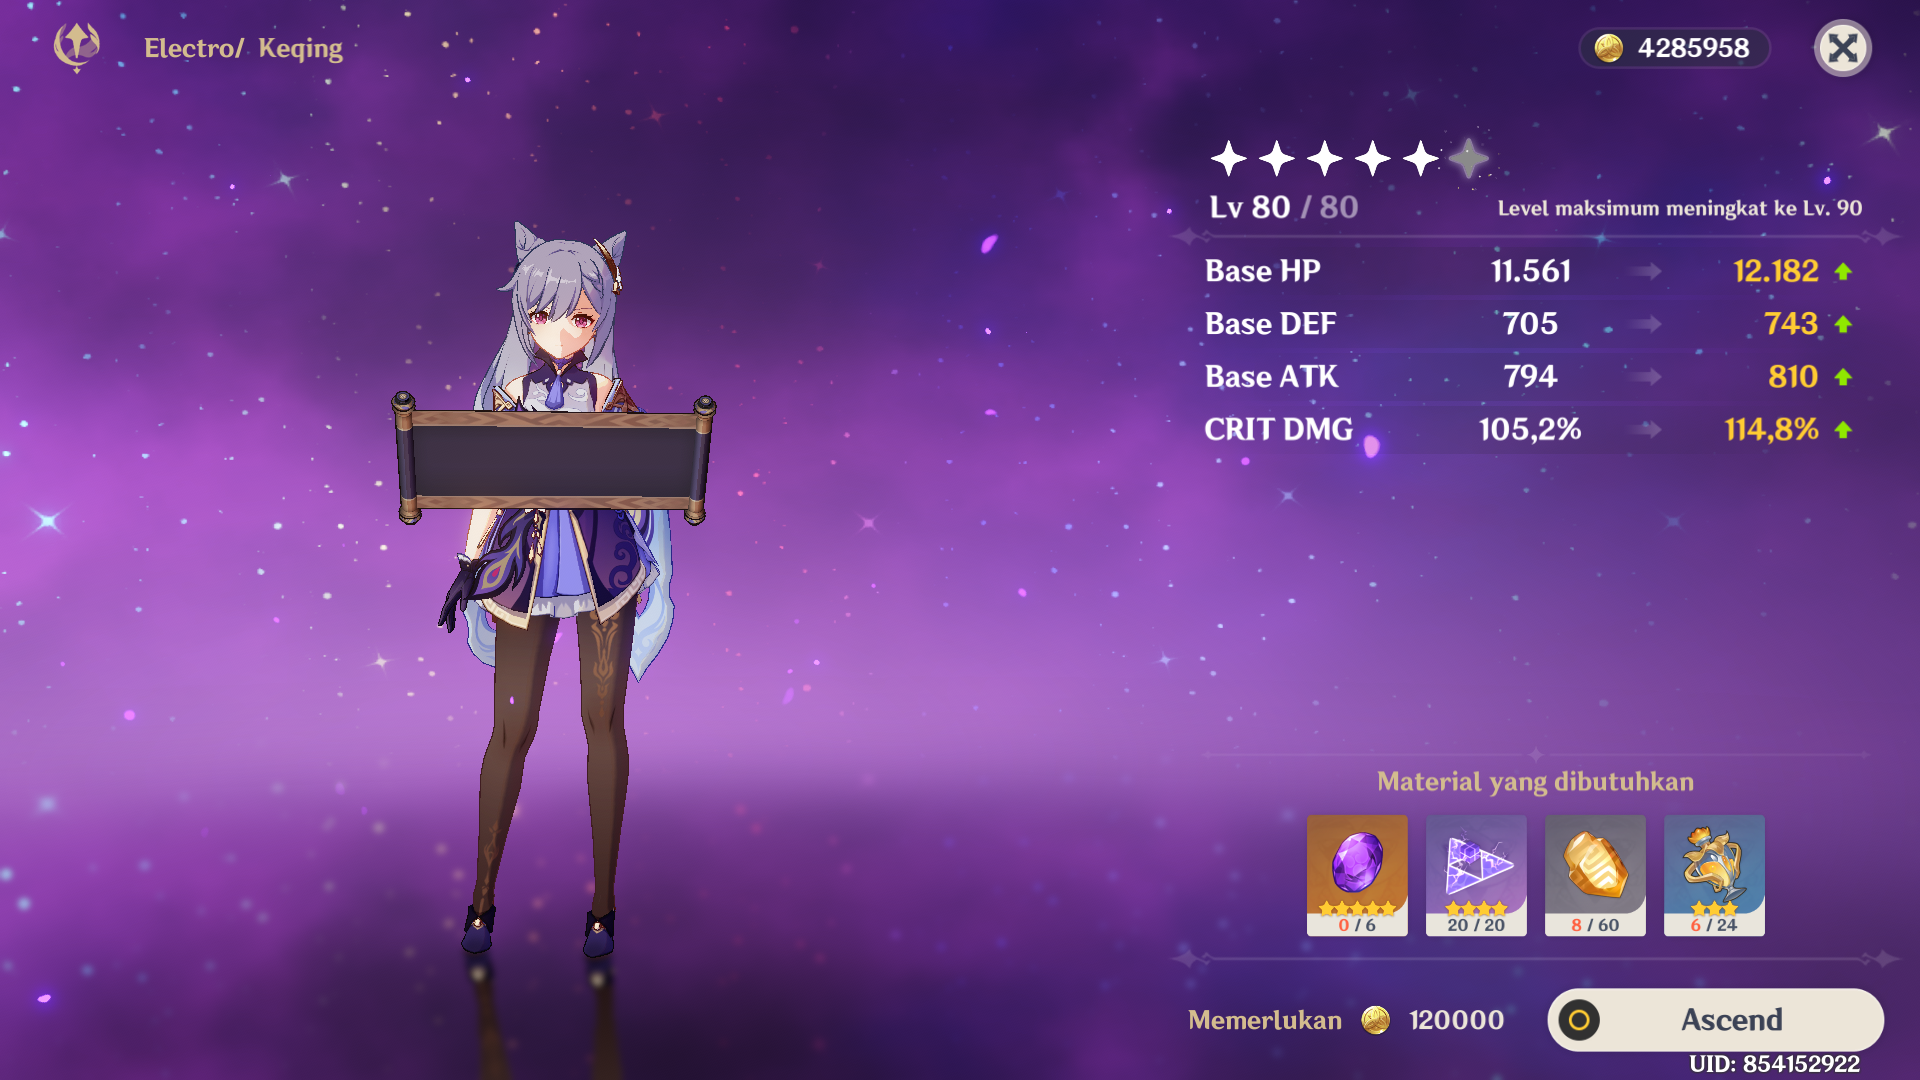 Electro/ Keqing
4285958
Lv 80 / 80
Level maksimum meningkat ke Lv. 90
Base HP 11.561 12.182
Base DEF 705 743
Base ATK 794 810
CRIT DMG 105,2% 114,8%
Material yang dibutuhkan
0 / 6 20 / 20 8 / 60 6 / 24
Memerlukan 120000
Ascend
UID: 854152922